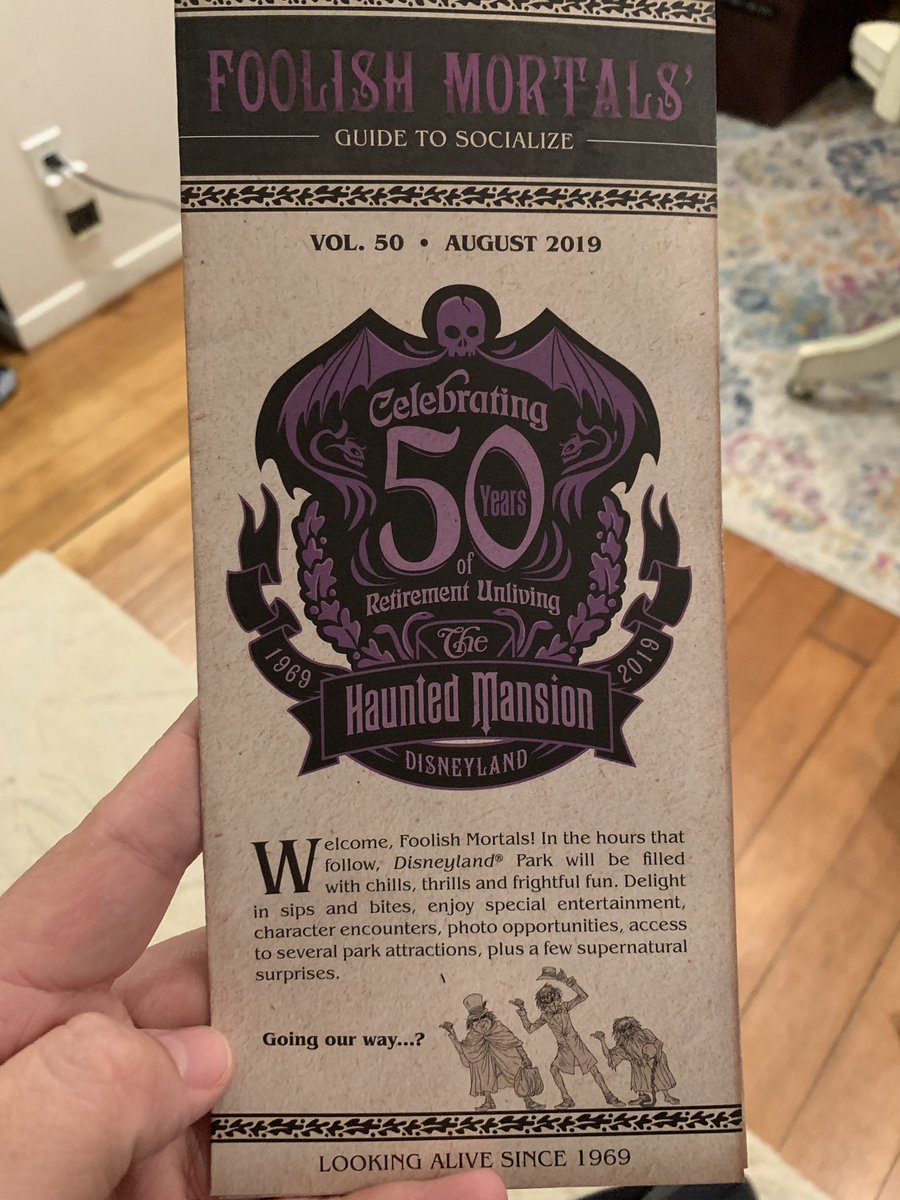 FOOLISH MORTALS'
GUIDE TO SOCIALIZE
VOL. 50 • AUGUST 2019
Celebrating
50
Years
of
Retirement Unliving
The
1969
2019
Haunted Mansion
DISNEYLAND
Welcome, Foolish Mortals! In the hours that
follow, Disneyland® Park will be filled
with chills, thrills and frightful fun. Delight
in sips and bites, enjoy special entertainment,
character encounters, photo opportunities, access
to several park attractions, plus a few supernatural
surprises.
Going our way...?
LOOKING ALIVE SINCE 1969